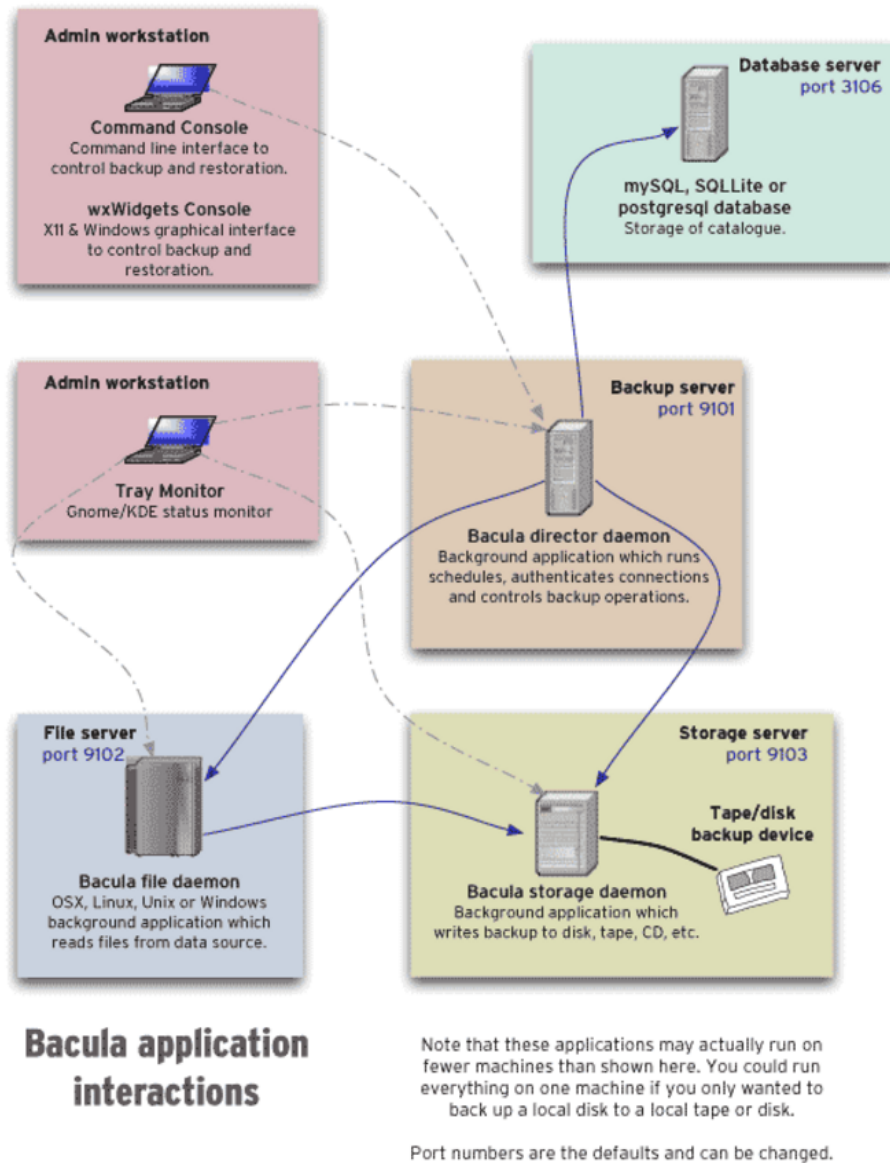 Admin workstation
Command Console
Command line interface to
control backup and restoration.
wxWidgets Console
X11 & Windows graphical interface
to control backup and
restoration.
Database server
port 3106
mySQL, SQLLite or
postgresql database
Storage of catalogue.
Admin workstation
Tray Monitor
Gnome/KDE status monitor
Backup server
port 9101
Bacula director daemon
Background application which runs
schedules, authenticates connections
and controls backup operations.
File server
port 9102
Bacula file daemon
OSX, Linux, Unix or Windows
background application which
reads files from data source.
Storage server
port 9103
Tape/disk
backup device
Bacula storage daemon
Background application which
writes backup to disk, tape, CD, etc.
Bacula application
interactions
Note that these applications may actually run on
fewer machines than shown here. You could run
everything on one machine if you only wanted to
back up a local disk to a local tape or disk.
Port numbers are the defaults and can be changed.